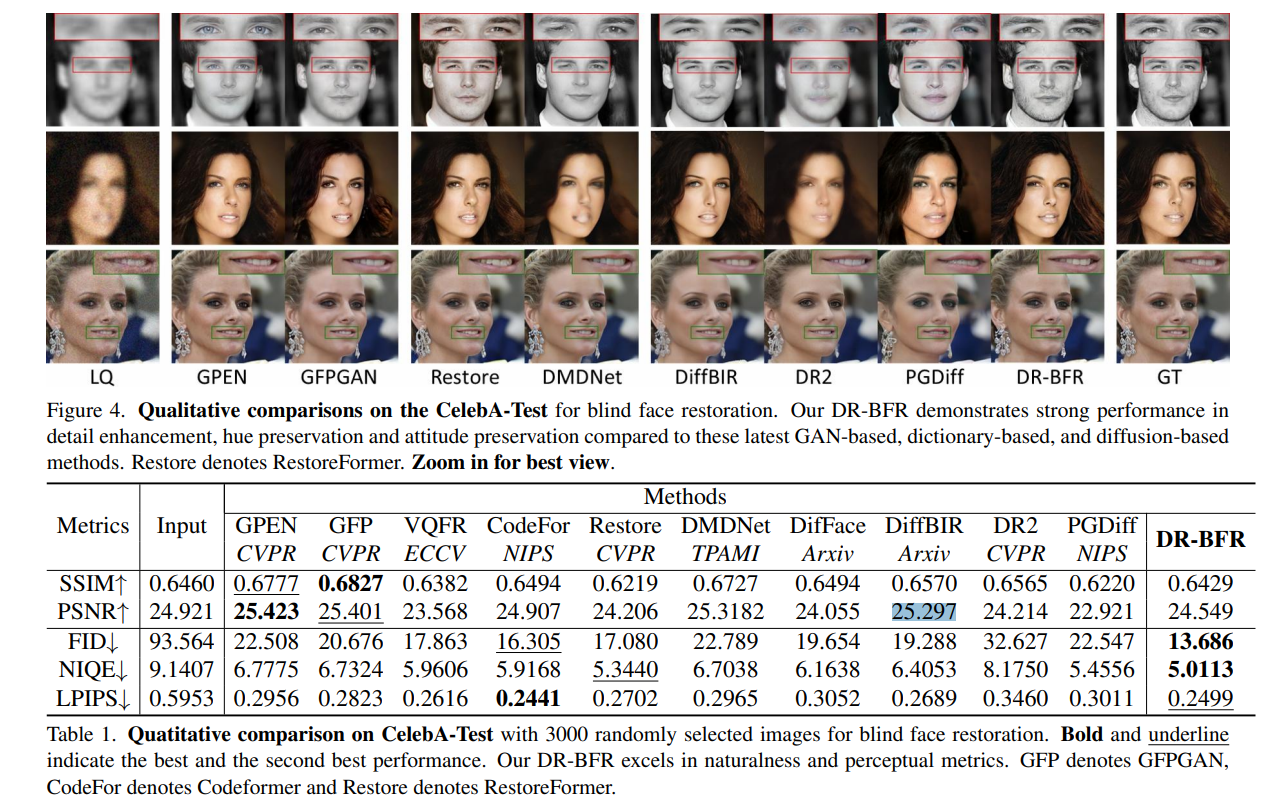 LQ GPEN GFPGAN Restore DMDNet DiffBIR DR2 PGDiff DR-BFR GT
Figure 4. Qualitative comparisons on the CelebA-Test for blind face restoration. Our DR-BFR demonstrates strong performance in
detail enhancement, hue preservation and attitude preservation compared to these latest GAN-based, dictionary-based, and diffusion-based
methods. Restore denotes RestoreFormer. Zoom in for best view.
Methods
Metrics Input GPEN GFP VQFR CodeFor Restore DMDNet DifFace DiffBIR DR2 PGDiff DR-BFR
CVPR CVPR ECCV NIPS CVPR TPAMI Arxiv Arxiv CVPR NIPS
SSIM↑ 0.6460 0.6777 0.6827 0.6382 0.6494 0.6219 0.6727 0.6494 0.6570 0.6565 0.6220 0.6429
PSNR↑ 24.921 25.423 25.401 23.568 24.907 24.206 25.3182 24.055 25.297 24.214 22.921 24.549
FID↓ 93.564 22.508 20.676 17.863 16.305 17.080 22.789 19.654 19.288 32.627 22.547 13.686
NIQE↓ 9.1407 6.7775 6.7324 5.9606 5.9168 5.3440 6.7038 6.1638 6.4053 8.1750 5.4556 5.0113
LPIPS↓ 0.5953 0.2956 0.2823 0.2616 0.2441 0.2702 0.2965 0.3052 0.2689 0.3460 0.3011 0.2499
Table 1. Quatitative comparison on CelebA-Test with 3000 randomly selected images for blind face restoration. Bold and underline
indicate the best and the second best performance. Our DR-BFR excels in naturalness and perceptual metrics. GFP denotes GFPGAN,
CodeFor denotes Codeformer and Restore denotes RestoreFormer.